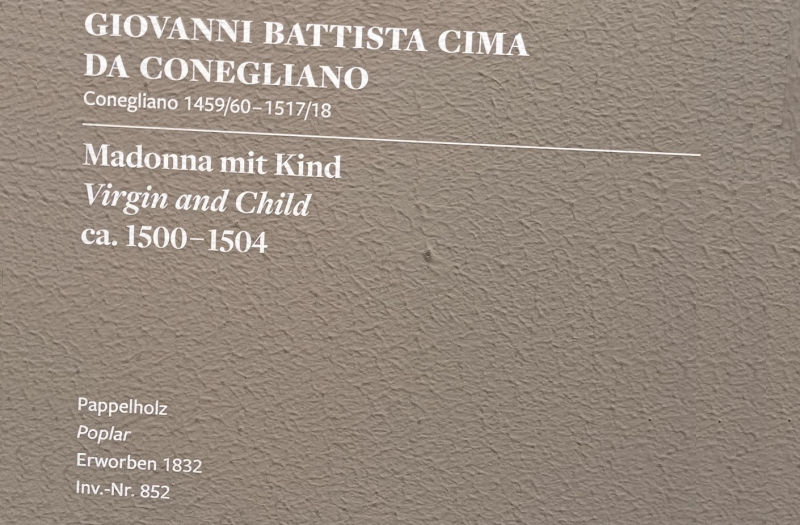 GIOVANNI BATTISTA CIMA
DA CONEGLIANO
Conegliano 1459/60–1517/18
Madonna mit Kind
Virgin and Child
ca. 1500–1504
Pappelholz
Poplar
Erworben 1832
Inv.-Nr. 852